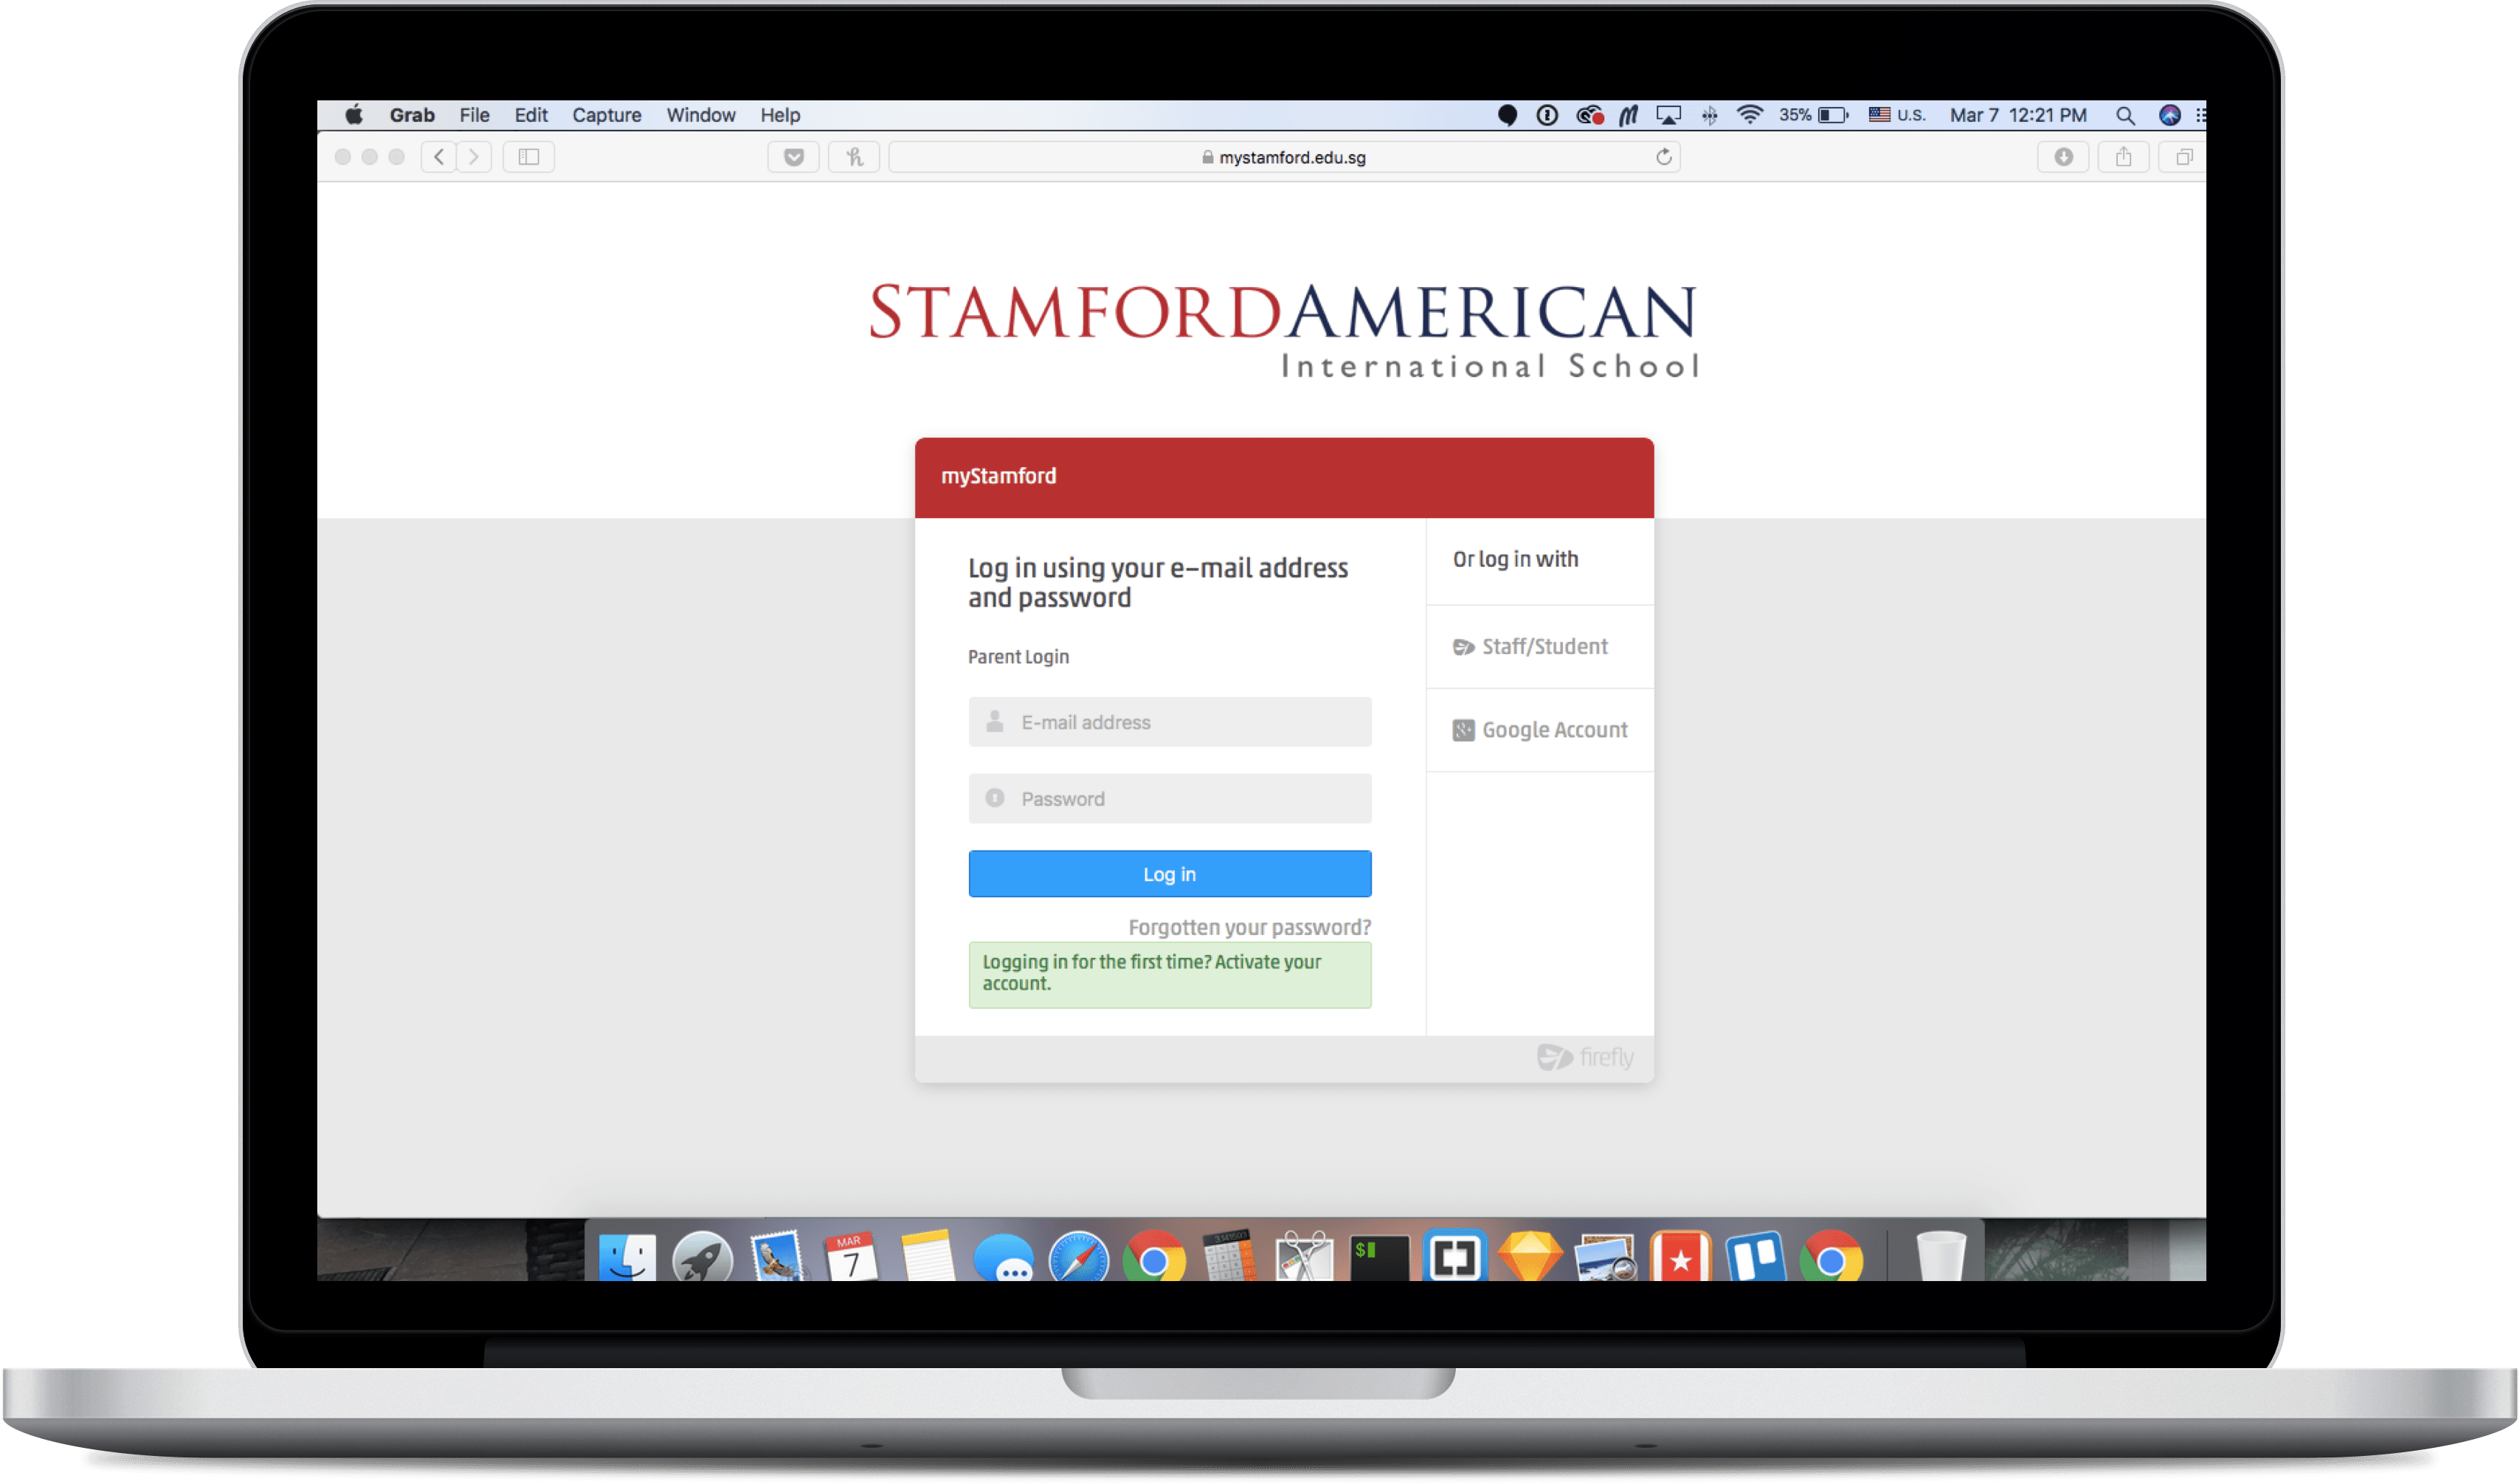 Grab File Edit Capture Window Help 35% U.S. Mar 7 12:21 PM
mystamford.edu.sg
STAMFORDAMERICAN
International School
myStamford
Log in using your e-mail address
and password
Parent Login
E-mail address
Password
Log in
Forgotten your password?
Logging in for the first time? Activate your
account.
Or log in with
Staff/Student
Google Account
firefly
MAR
7
$